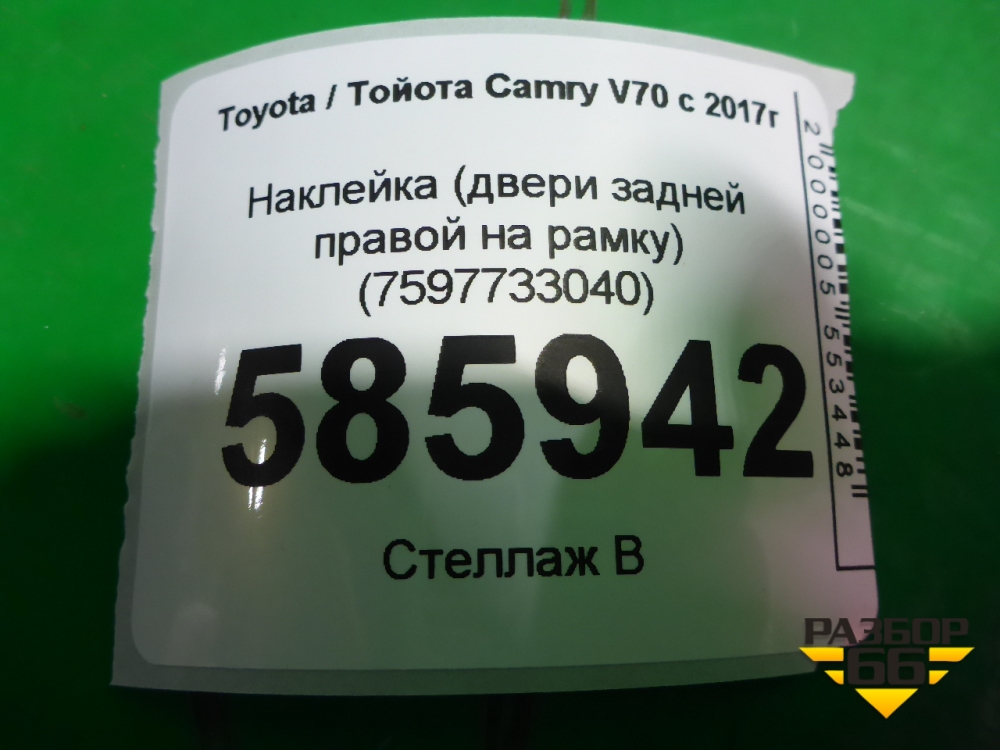 Toyota / Тойота Camry V70 с 2017г
Наклейка (двери задней
правой на рамку)
(7597733040)
585942
Стеллаж В
2000005553448
РАЗБОР
66